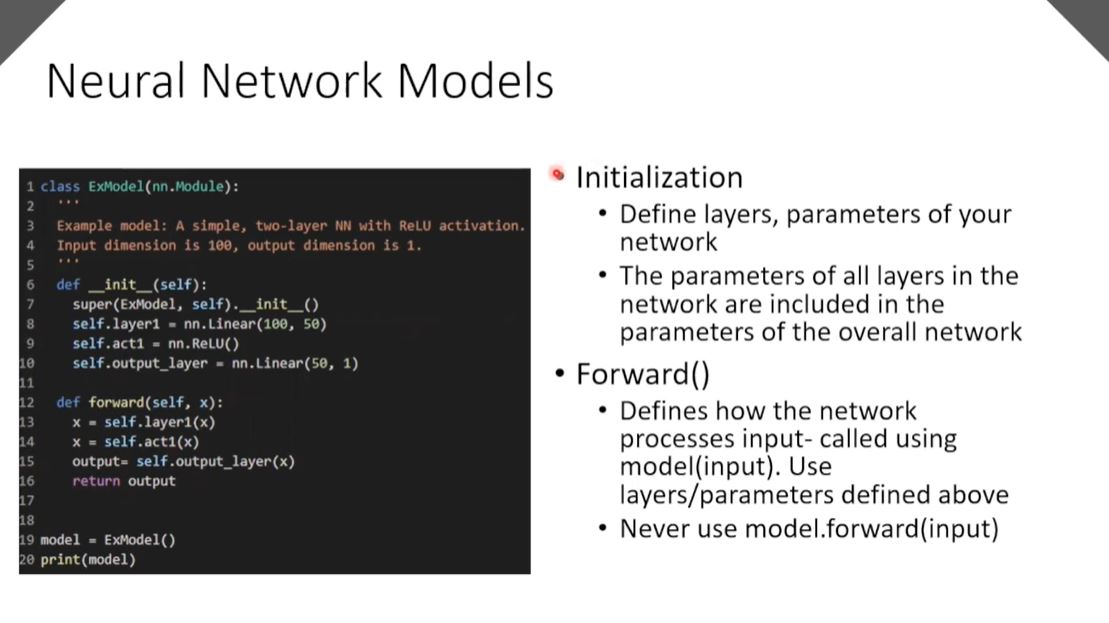 Neural Network Models
1 class ExModel(nn.Module):
2   '''
3   Example model: A simple, two-layer NN with ReLU activation.
4   Input dimension is 100, output dimension is 1.
5   '''
6   def __init__(self):
7     super(ExModel, self).__init__()
8     self.layer1 = nn.Linear(100, 50)
9     self.act1 = nn.ReLU()
10     self.output_layer = nn.Linear(50, 1)
11
12   def forward(self, x):
13     x = self.layer1(x)
14     x = self.act1(x)
15     output= self.output_layer(x)
16     return output
17
18
19 model = ExModel()
20 print(model)
• Initialization
• Define layers, parameters of your
network
• The parameters of all layers in the
network are included in the
parameters of the overall network
• Forward()
• Defines how the network
processes input- called using
model(input). Use
layers/parameters defined above
• Never use model.forward(input)